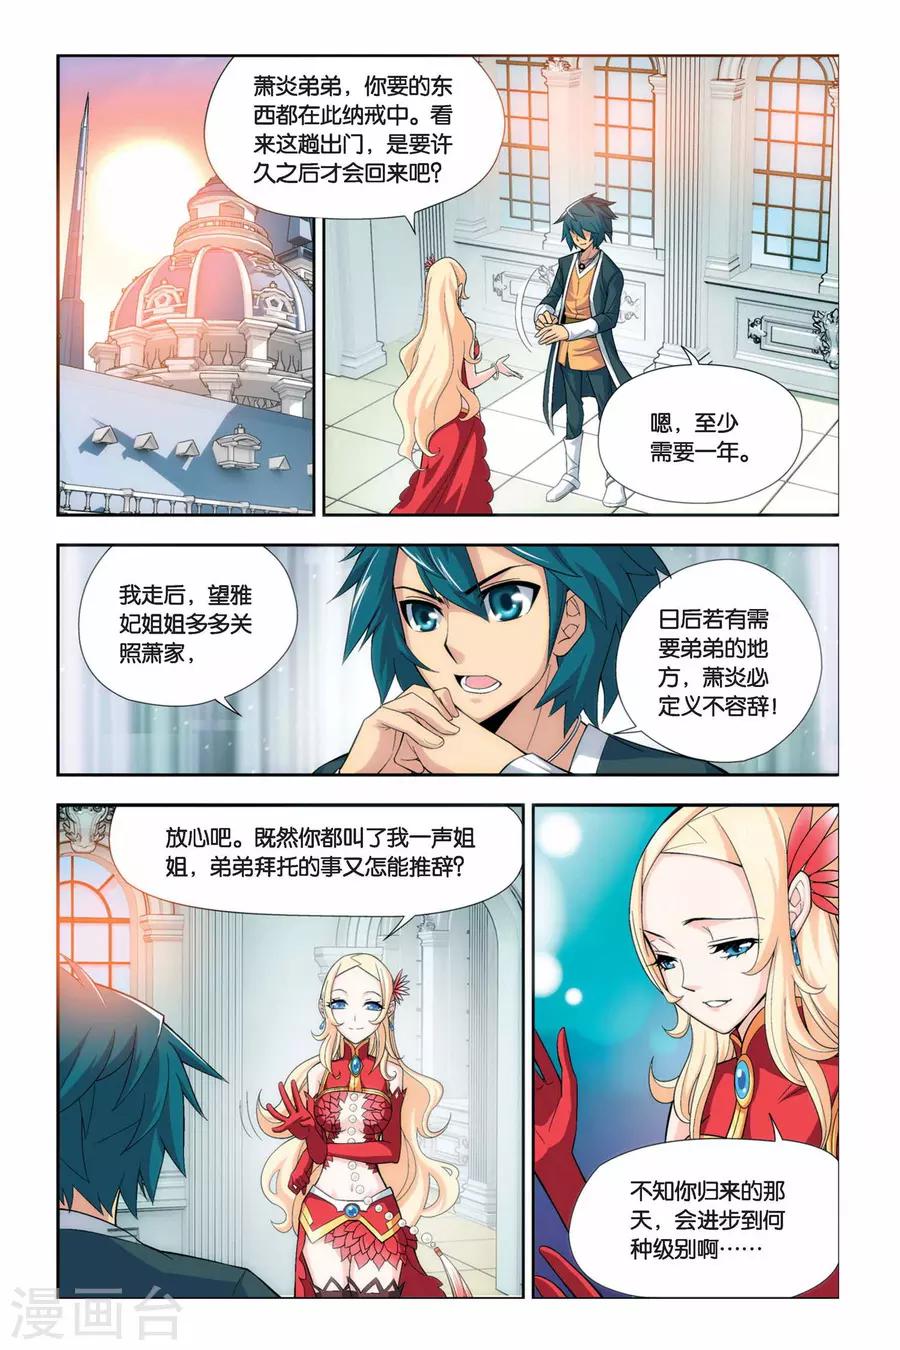 萧炎弟弟，你要的东
西都在此纳戒中。看
来这趟出门，是要许
久之后才会回来吧？
嗯，至少
需要一年。
我走后，望雅
妃姐姐多多关
照萧家，
日后若有需
要弟弟的地
方，萧炎必
定义不容辞！
放心吧。既然你都叫了我一声姐
姐，弟弟拜托的事又怎能推辞？
不知你归来的那
天，会进步到何
种级别啊……
漫画台